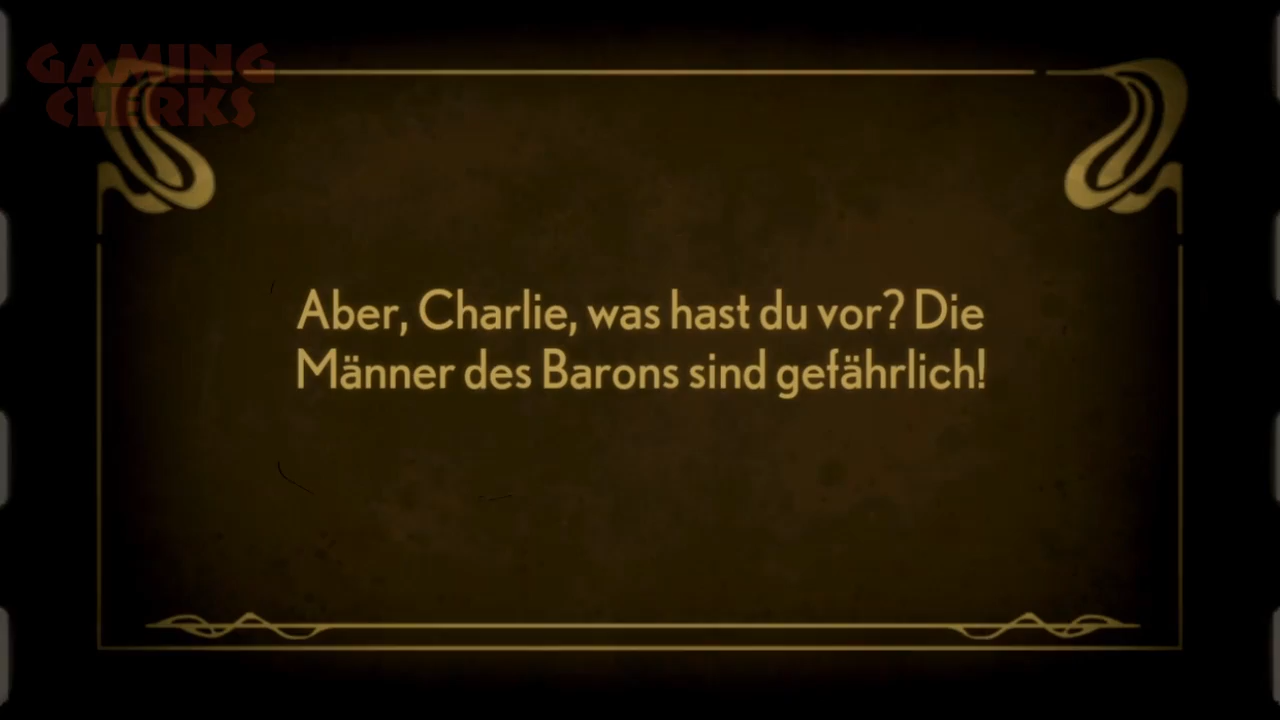 GAMING
CLERKS
Aber, Charlie, was hast du vor? Die
Männer des Barons sind gefährlich!